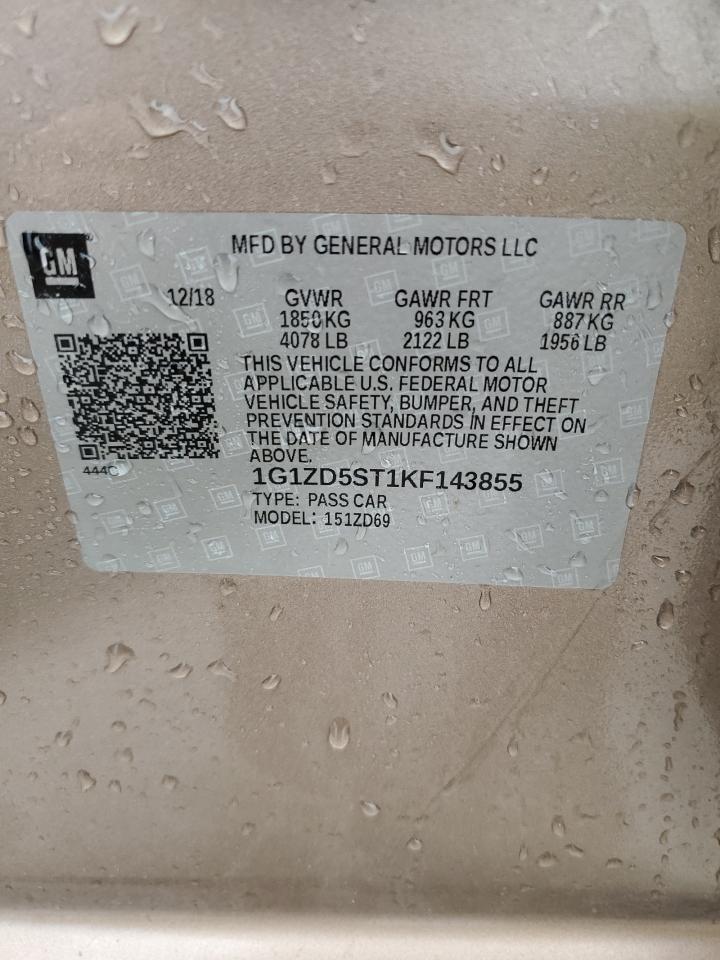 GM
MFD BY GENERAL MOTORS LLC
12/18
GVWR GAWR FRT GAWR RR
1850 KG 963 KG 887 KG
4078 LB 2122 LB 1956 LB
THIS VEHICLE CONFORMS TO ALL
APPLICABLE U.S. FEDERAL MOTOR
VEHICLE SAFETY, BUMPER, AND THEFT
PREVENTION STANDARDS IN EFFECT ON
THE DATE OF MANUFACTURE SHOWN
ABOVE.
444C
1G1ZD5ST1KF143855
TYPE: PASS CAR
MODEL: 151ZD69